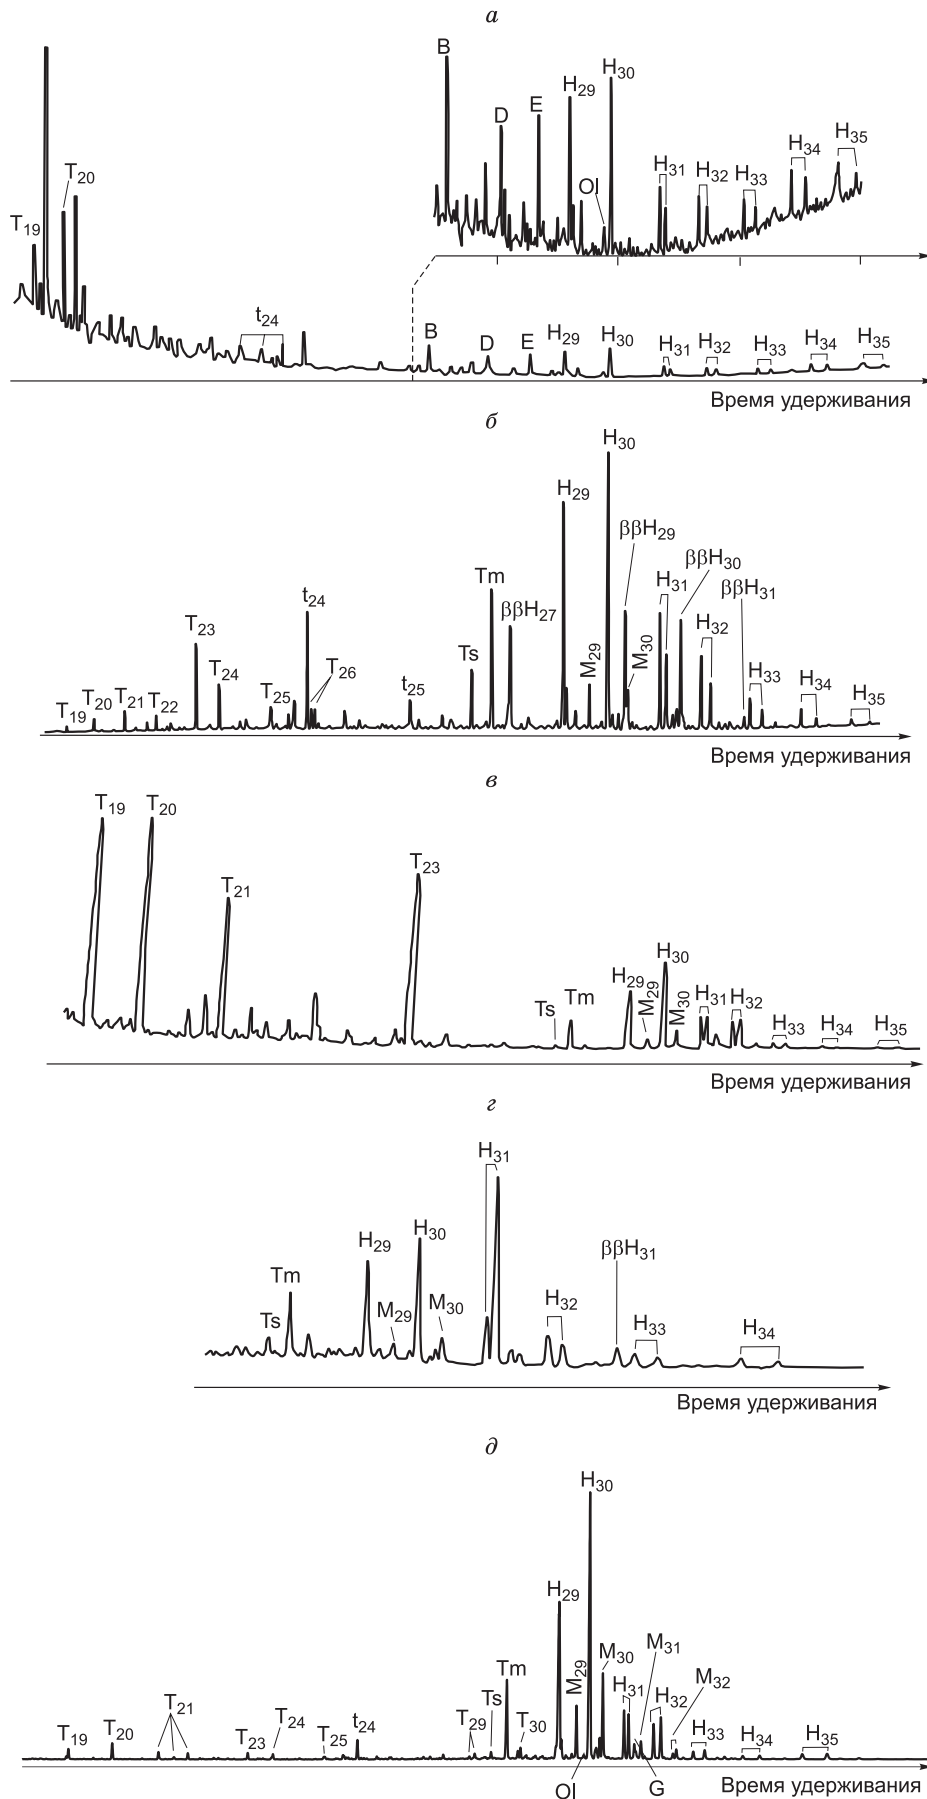 а
B
D
E
H29
H30
Ol
H31
H32
H33
H34
H35
T19
T20
t24
B
D
E
H29
H30
H31
H32
H33
H34
H35
Время удерживания
б
T19
T20
T21
T22
T23
T24
T25
t24
T26
t25
Ts
Tm
ββH27
H29
M29
H30
ββH29
M30
H31
ββH30
H32
ββH31
H33
H34
H35
Время удерживания
в
T19
T20
T21
T23
Ts
Tm
H29
M29
H30
M30
H31
H32
H33
H34
H35
Время удерживания
г
Ts
Tm
H29
M29
H30
M30
H31
H32
ββH31
H33
H34
Время удерживания
д
T19
T20
T21
T23
T24
T25
t24
T29
Ts
Tm
T30
H29
M29
Ol
H30
M30
H31
M31
G
H32
M32
H33
H34
H35
Время удерживания